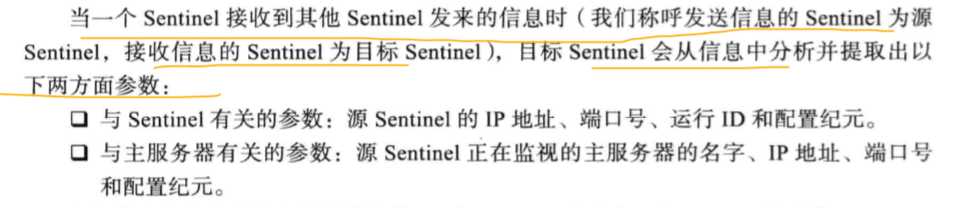 当一个 Sentinel 接收到其他 Sentinel 发来的信息时（我们称呼发送信息的 Sentinel 为源
Sentinel，接收信息的 Sentinel 为目标 Sentinel），目标 Sentinel 会从信息中分析并提取出以
下两方面参数：
❑ 与 Sentinel 有关的参数：源 Sentinel 的 IP 地址、端口号、运行 ID 和配置纪元。
❑ 与主服务器有关的参数：源 Sentinel 正在监视的主服务器的名字、IP 地址、端口号
和配置纪元。